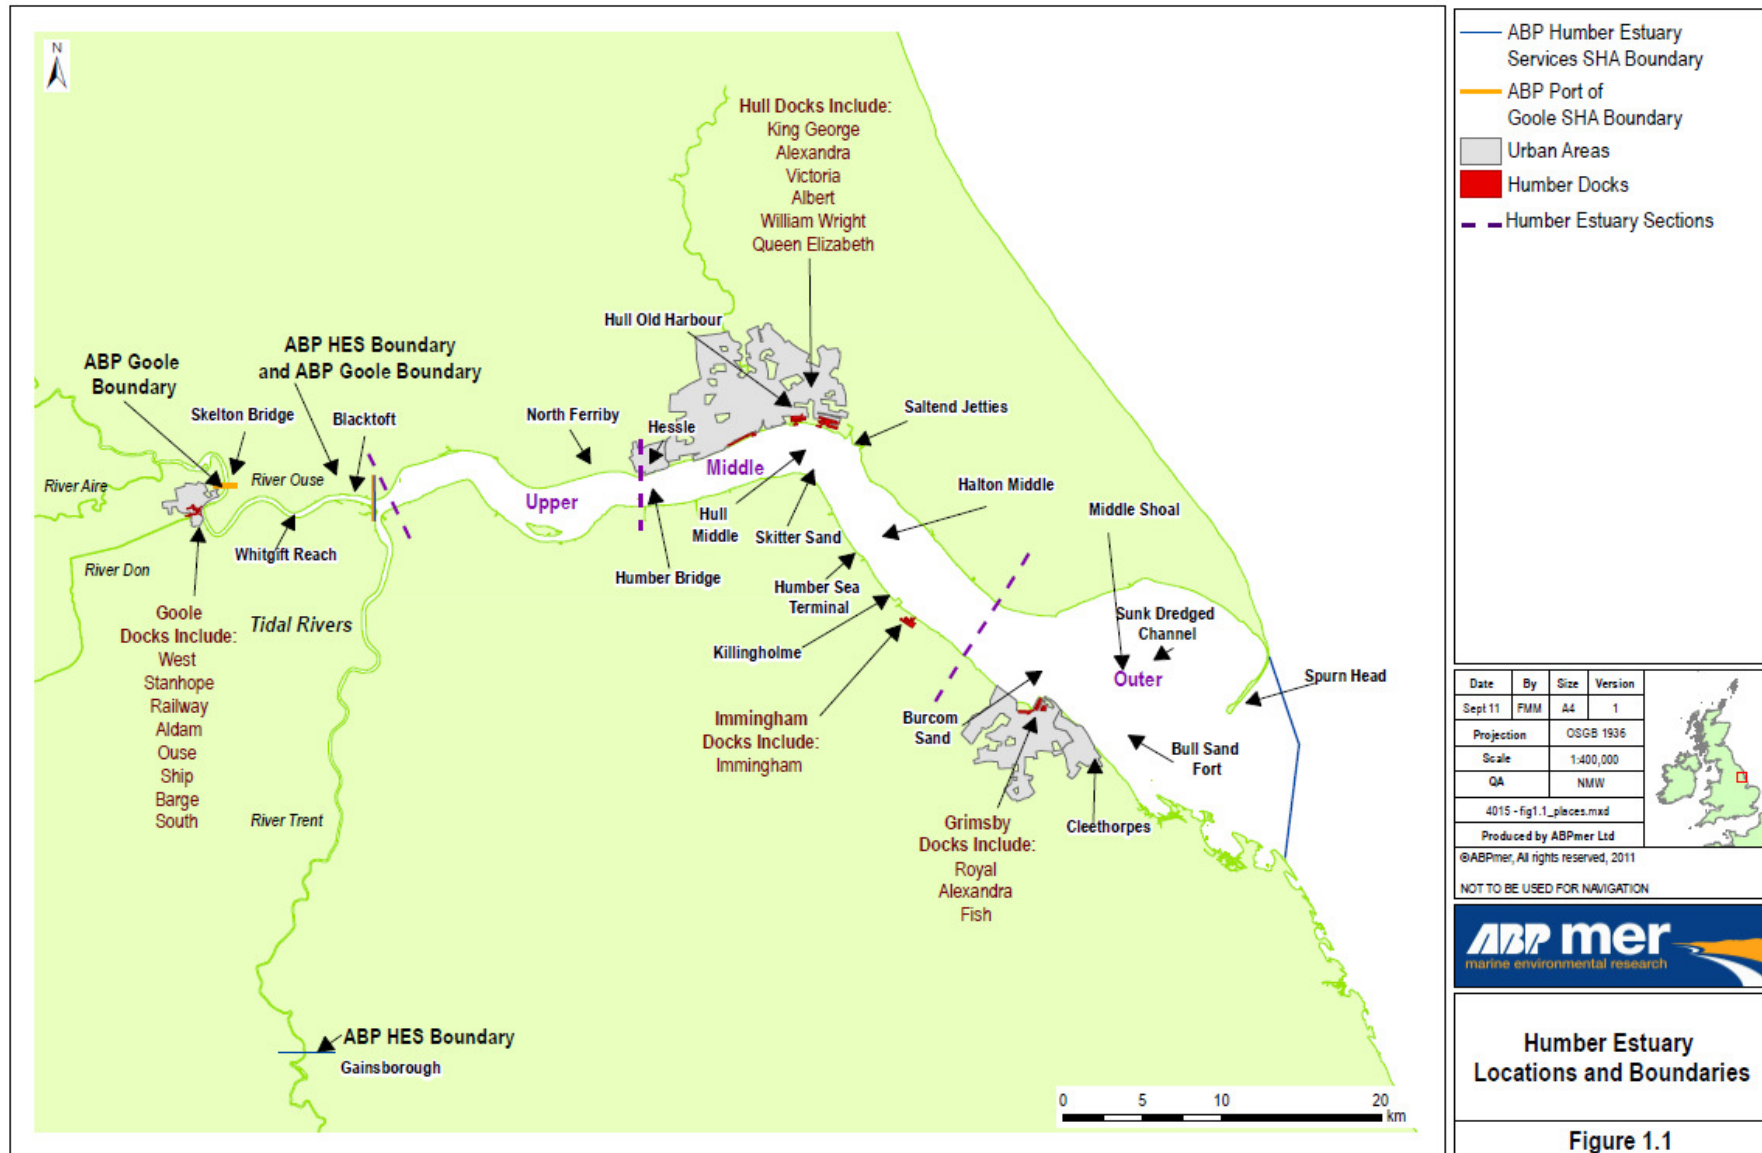 N
Hull Docks Include:
King George
Alexandra
Victoria
Albert
William Wright
Queen Elizabeth
Hull Old Harbour
ABP HES Boundary
and ABP Goole Boundary
ABP Goole
Boundary
Skelton Bridge
Blacktoft
North Ferriby
Hessle
Saltend Jetties
River Aire
River Ouse
Middle
Upper
Halton Middle
Middle Shoal
Hull
Middle
Skitter Sand
Whitgift Reach
River Don
Humber Bridge
Humber Sea
Terminal
Goole
Docks Include:
West
Stanhope
Railway
Aldam
Ouse
Ship
Barge
South
Tidal Rivers
Sunk Dredged
Channel
Killingholme
Outer
Spurn Head
Immingham
Docks Include:
Immingham
Burcom
Sand
Bull Sand
Fort
River Trent
Grimsby
Docks Include:
Royal
Alexandra
Fish
Cleethorpes
ABP HES Boundary
Gainsborough
0 5 10 20
km
ABP Humber Estuary
Services SHA Boundary
ABP Port of
Goole SHA Boundary
Urban Areas
Humber Docks
Humber Estuary Sections
Date By Size Version
Sept 11 FMM A4 1
Projection OSGB 1936
Scale 1:400,000
QA NMW
4015 - fig1.1_places.mxd
Produced by ABPmer Ltd
©ABPmer, All rights reserved, 2011
NOT TO BE USED FOR NAVIGATION
ABP mer
marine environmental research
Humber Estuary
Locations and Boundaries
Figure 1.1